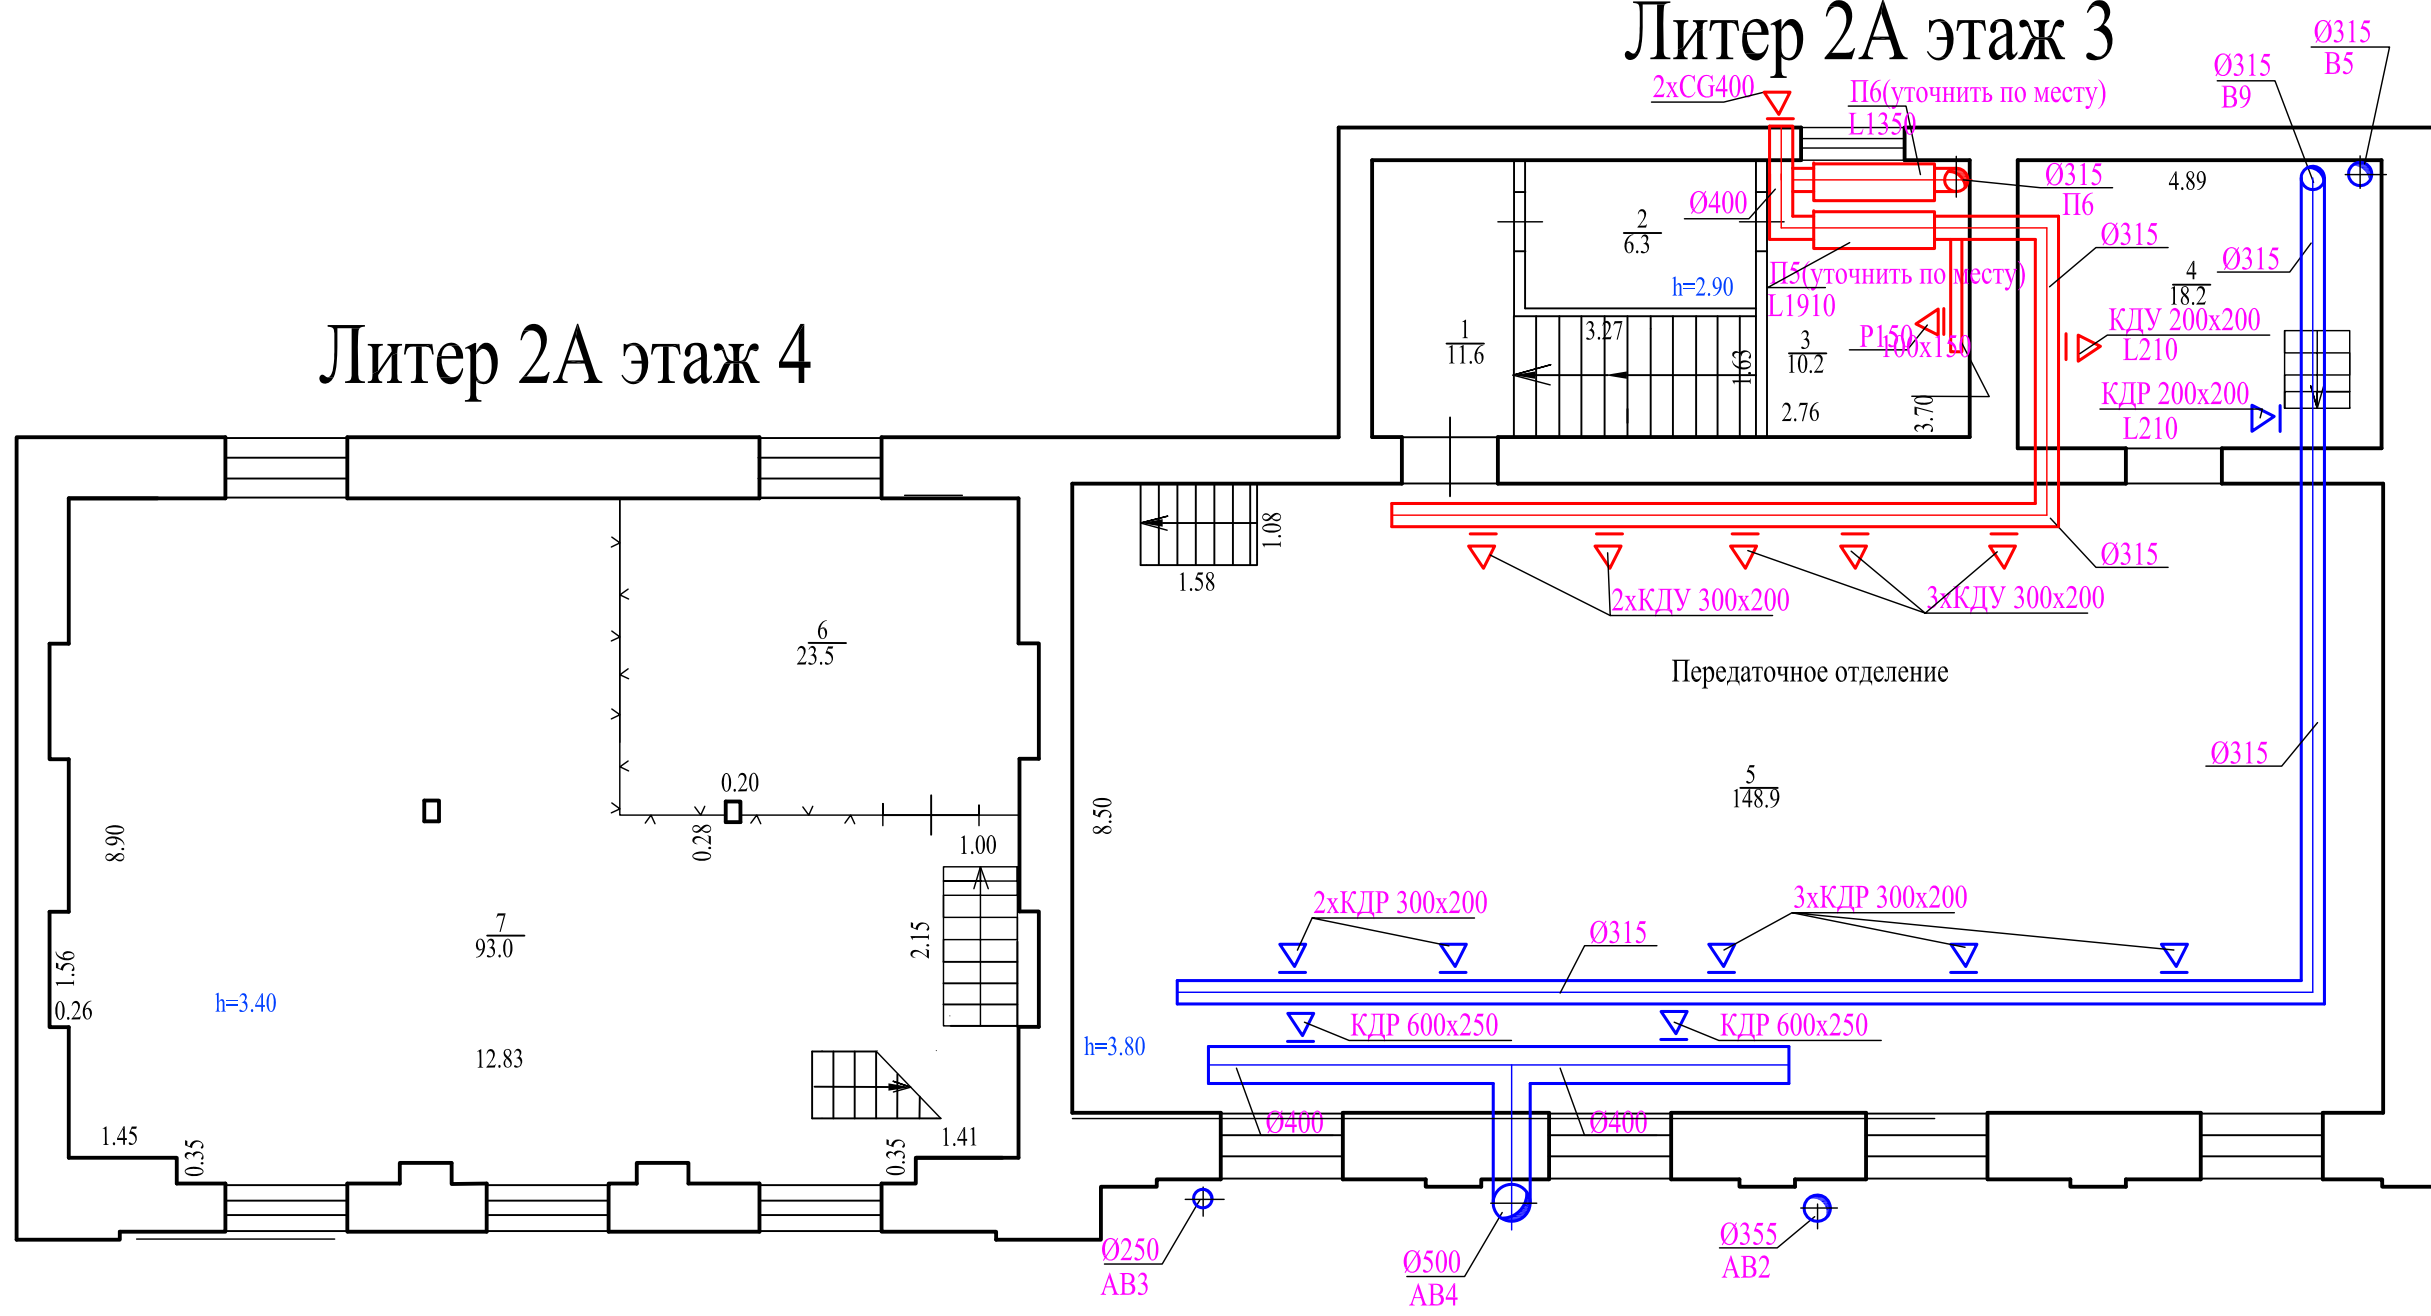 Литер 2А этаж 3
Ø315
В5
Ø315
В9
2хCG400
П6(уточнить по месту)
L1350
Ø315
П6
4.89
Ø400
2
6.3
Ø315
Ø315
h=2.90
П5(уточнить по месту)
L1910
4
18.2
КДУ 200х200
L210
1
11.6
3.27
1.63
3
10.2
Р150
100х150
2.76
3.70
КДР 200х200
L210
Литер 2А этаж 4
1.08
1.58
Ø315
2хКДУ 300х200
3хКДУ 300х200
6
23.5
Передаточное отделение
Ø315
0.20
0.28
5
148.9
8.90
8.50
1.00
2хКДР 300х200
3хКДР 300х200
7
93.0
2.15
Ø315
1.56
0.26
h=3.40
12.83
h=3.80
КДР 600х250
КДР 600х250
1.45
0.35
0.35
1.41
Ø400
Ø400
Ø250
АВ3
Ø500
АВ4
Ø355
АВ2